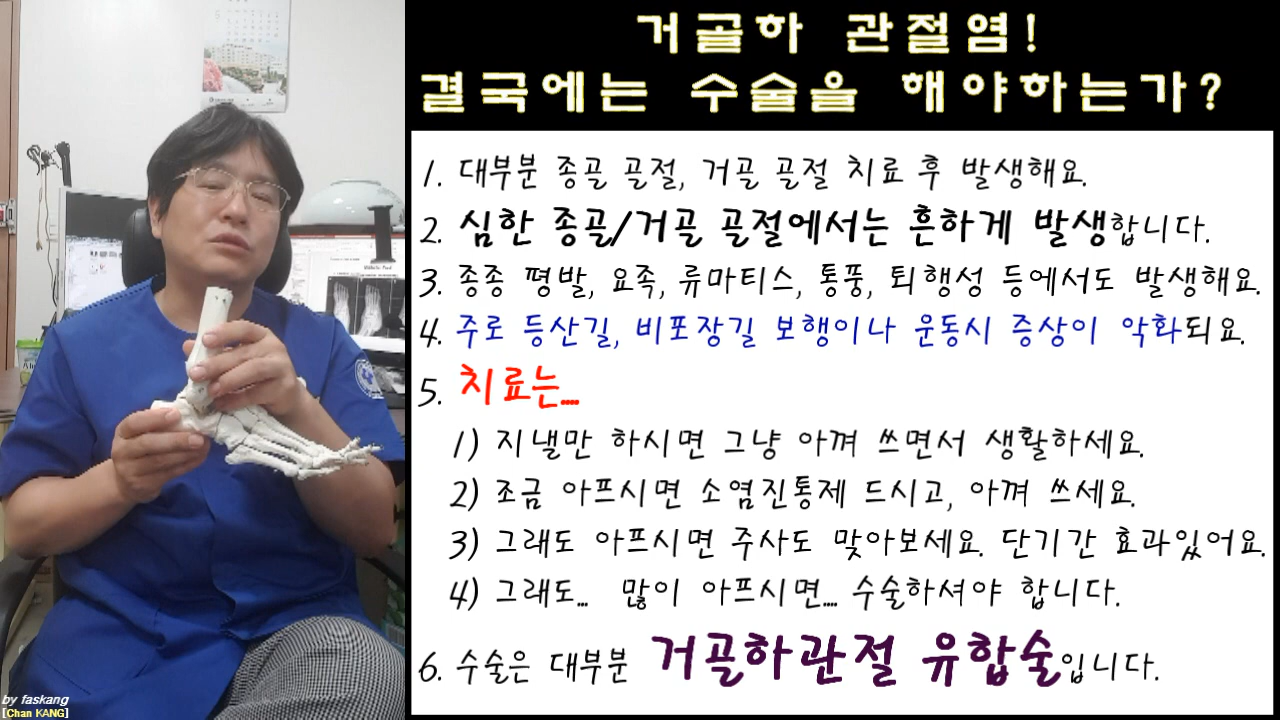 거골하 관절염!
결국에는 수술을 해야하는가?
1. 대부분 종골 골절, 거골 골절 치료 후 발생해요.
2. 심한 종골/거골 골절에서는 흔하게 발생합니다.
3. 종종 평발, 요족, 류마티스, 통풍, 퇴행성 등에서도 발생해요.
4. 주로 등산길, 비포장길 보행이나 운동시 증상이 악화되요.
5. 치료는....
1) 지낼만 하시면 그냥 아껴 쓰면서 생활하세요.
2) 조금 아프시면 소염진통제 드시고, 아껴 쓰세요.
3) 그래도 아프시면 주사도 맞아보세요. 단기간 효과있어요.
4) 그래도... 많이 아프시면.... 수술하셔야 합니다.
6. 수술은 대부분 거골하관절 유합술입니다.
by faskang
[Chan KANG]